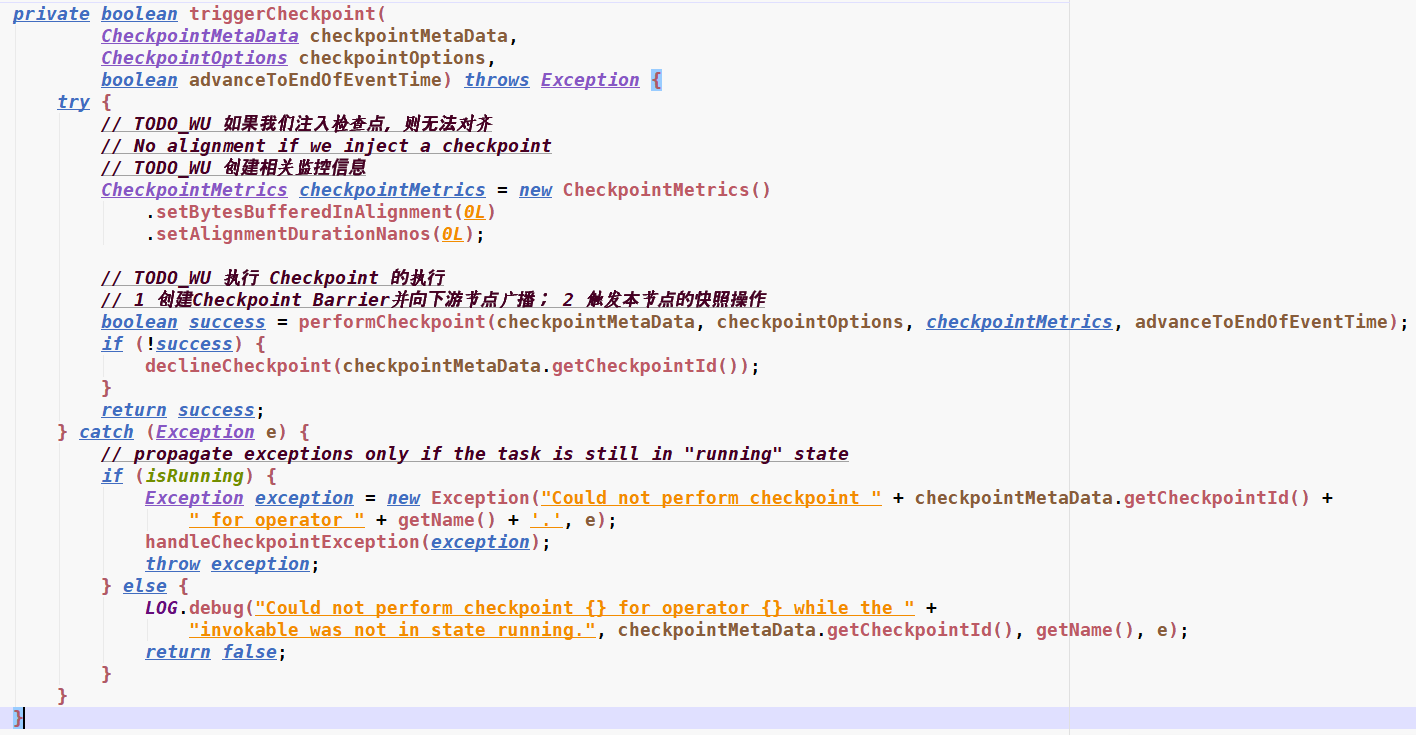 private boolean triggerCheckpoint(
CheckpointMetaData checkpointMetaData,
CheckpointOptions checkpointOptions,
boolean advanceToEndOfEventTime) throws Exception {
try {
// TODO_WU 如果我们注入检查点, 则无法对齐
// No alignment if we inject a checkpoint
// TODO_WU 创建相关监控信息
CheckpointMetrics checkpointMetrics = new CheckpointMetrics()
.setBytesBufferedInAlignment(0L)
.setAlignmentDurationNanos(0L);
// TODO_WU 执行 Checkpoint 的执行
// 1 创建Checkpoint Barrier并向下游节点广播; 2 触发本节点的快照操作
boolean success = performCheckpoint(checkpointMetaData, checkpointOptions, checkpointMetrics, advanceToEndOfEventTime);
if (!success) {
declineCheckpoint(checkpointMetaData.getCheckpointId());
}
return success;
} catch (Exception e) {
// propagate exceptions only if the task is still in "running" state
if (isRunning) {
Exception exception = new Exception("Could not perform checkpoint " + checkpointMetaData.getCheckpointId() +
" for operator " + getName() + '.', e);
handleCheckpointException(exception);
throw exception;
} else {
LOG.debug("Could not perform checkpoint {} for operator {} while the " +
"invokable was not in state running.", checkpointMetaData.getCheckpointId(), getName(), e);
return false;
}
}
}